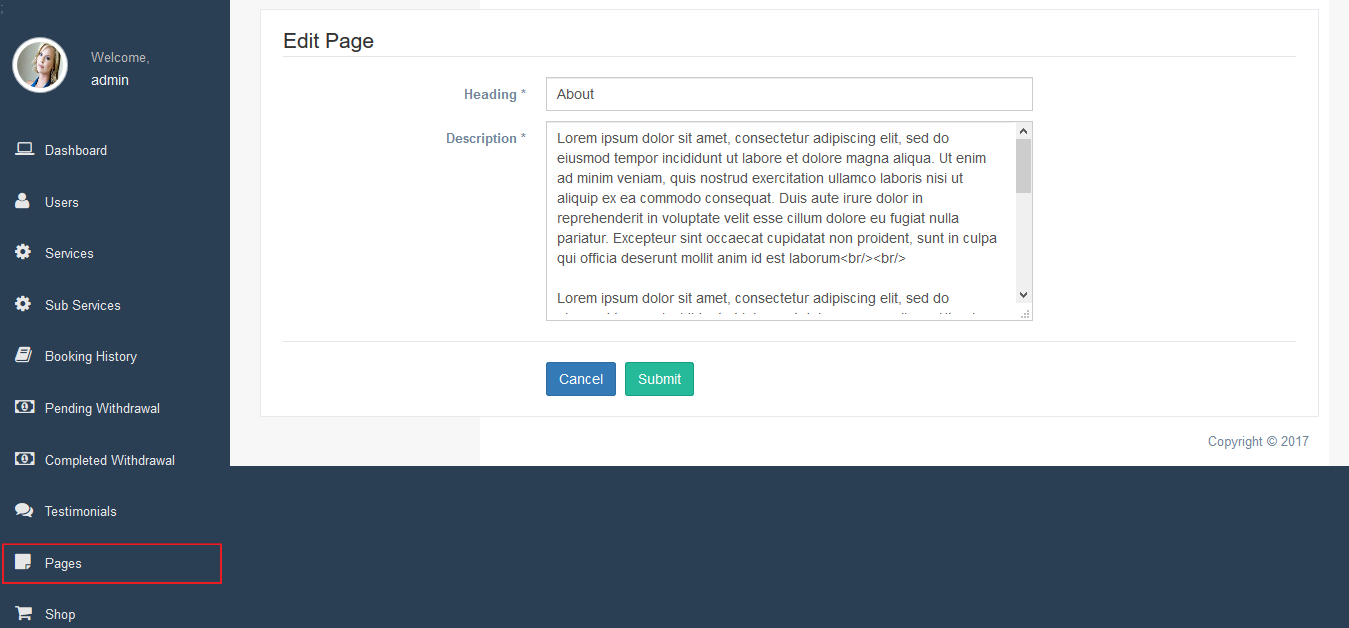 ;
Welcome,
admin
Dashboard
Users
Services
Sub Services
Booking History
Pending Withdrawal
Completed Withdrawal
Testimonials
Pages
Shop
Edit Page
Heading *
About
Description *
Lorem ipsum dolor sit amet, consectetur adipiscing elit, sed do
eiusmod tempor incididunt ut labore et dolore magna aliqua. Ut enim
ad minim veniam, quis nostrud exercitation ullamco laboris nisi ut
aliquip ex ea commodo consequat. Duis aute irure dolor in
reprehenderit in voluptate velit esse cillum dolore eu fugiat nulla
pariatur. Excepteur sint occaecat cupidatat non proident, sunt in culpa
qui officia deserunt mollit anim id est laborum<br/><br/>
Lorem ipsum dolor sit amet, consectetur adipiscing elit, sed do
Cancel
Submit
Copyright © 2017